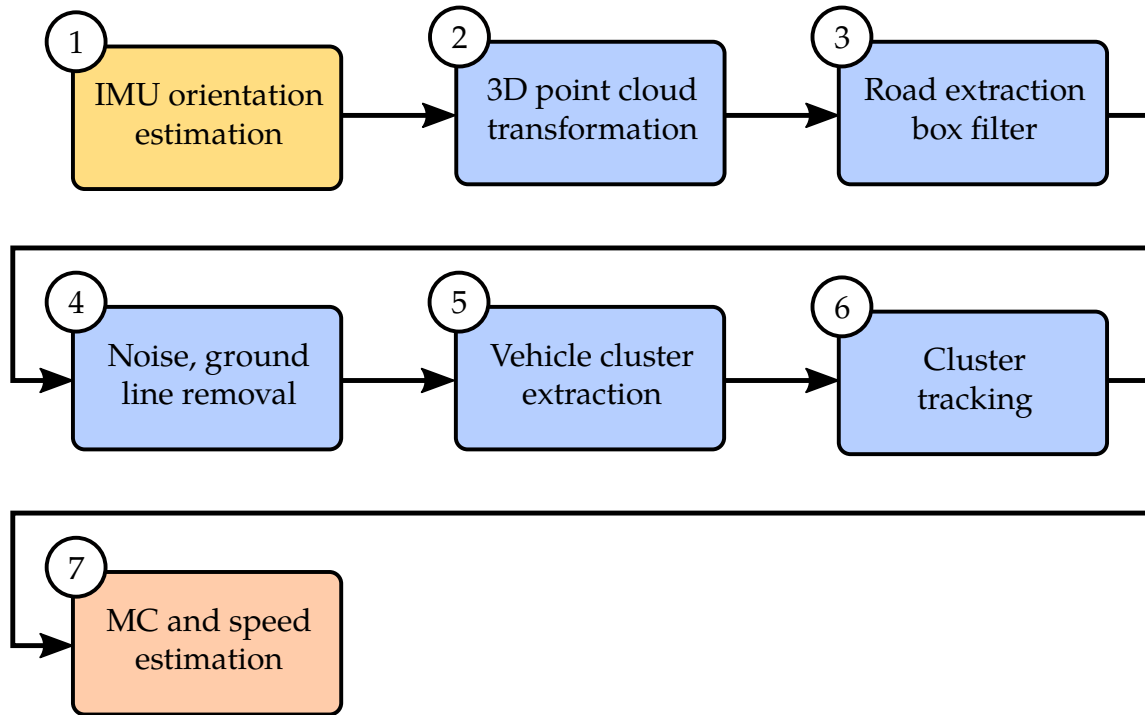 1
IMU orientation
estimation
2
3D point cloud
transformation
3
Road extraction
box filter
4
Noise, ground
line removal
5
Vehicle cluster
extraction
6
Cluster
tracking
7
MC and speed
estimation